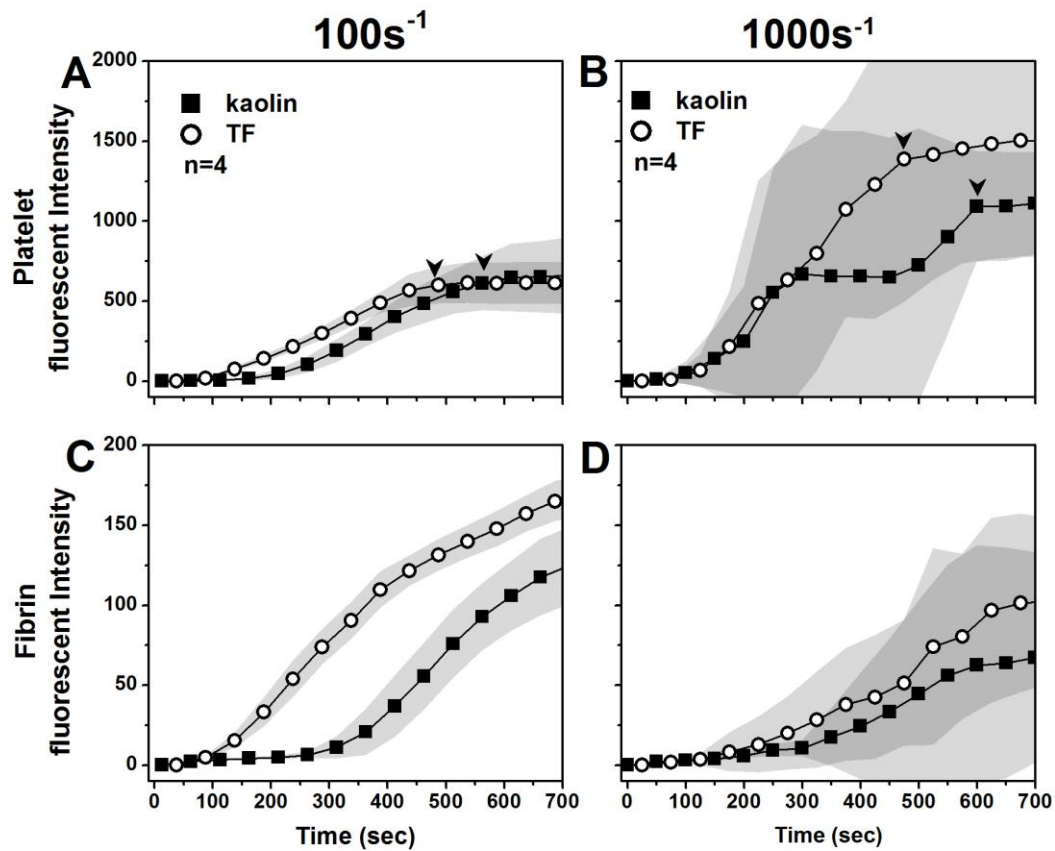 100s⁻¹
1000s⁻¹
A
B
C
D
Platelet
fluorescent Intensity
2000
1500
1000
500
0
kaolin
TF
n=4
kaolin
TF
n=4
Fibrin
fluorescent Intensity
200
150
100
50
0
0 100 200 300 400 500 600 700
Time (sec)
0 100 200 300 400 500 600 700
Time (sec)